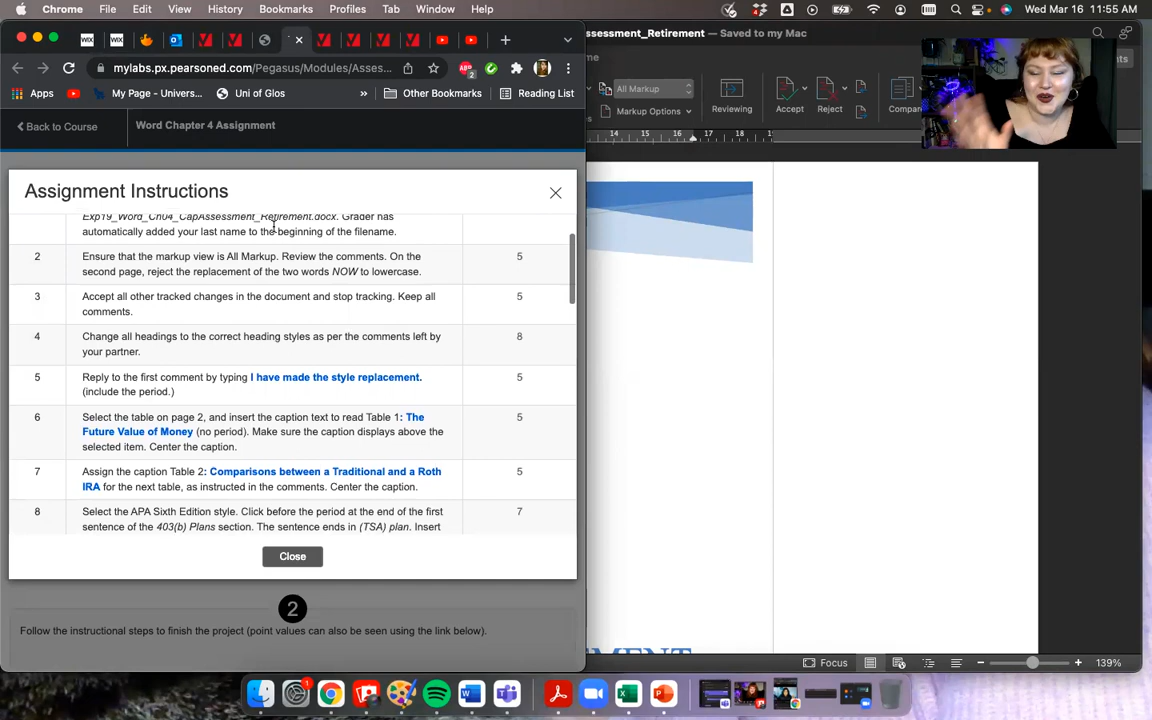 Chrome File Edit View History Bookmarks Profiles Tab Window Help Wed Mar 16 11:55 AM
mylabs.px.pearsoned.com/Pegasus/Modules/Asses...
ABP 2
Apps My Page - Univers... Uni of Glos » Other Bookmarks Reading List
ssessment_Retirement — Saved to my Mac
me
All Markup
Markup Options
Reviewing
Accept
Reject
Compare
14 15 16 17 18
Back to Course Word Chapter 4 Assignment
Assignment Instructions
Exp19_Word_Ch04_CapAssessment_Retirement.docx. Grader has
automatically added your last name to the beginning of the filename.
2 Ensure that the markup view is All Markup. Review the comments. On the 5
second page, reject the replacement of the two words NOW to lowercase.
3 Accept all other tracked changes in the document and stop tracking. Keep all 5
comments.
4 Change all headings to the correct heading styles as per the comments left by 8
your partner.
5 Reply to the first comment by typing I have made the style replacement. 5
(include the period.)
6 Select the table on page 2, and insert the caption text to read Table 1: The 5
Future Value of Money (no period). Make sure the caption displays above the
selected item. Center the caption.
7 Assign the caption Table 2: Comparisons between a Traditional and a Roth 5
IRA for the next table, as instructed in the comments. Center the caption.
8 Select the APA Sixth Edition style. Click before the period at the end of the first 7
sentence of the 403(b) Plans section. The sentence ends in (TSA) plan. Insert
Close
2
Follow the instructional steps to finish the project (point values can also be seen using the link below).
Focus 139%